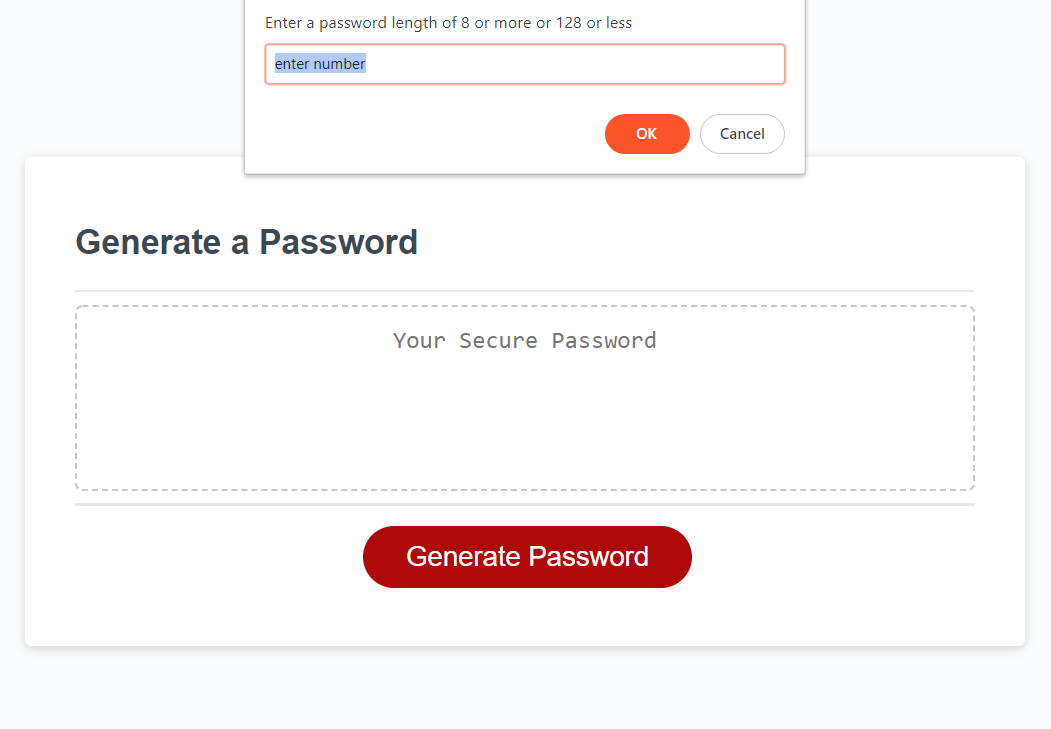 Enter a password length of 8 or more or 128 or less
enter number
OK Cancel
Generate a Password
Your Secure Password
Generate Password